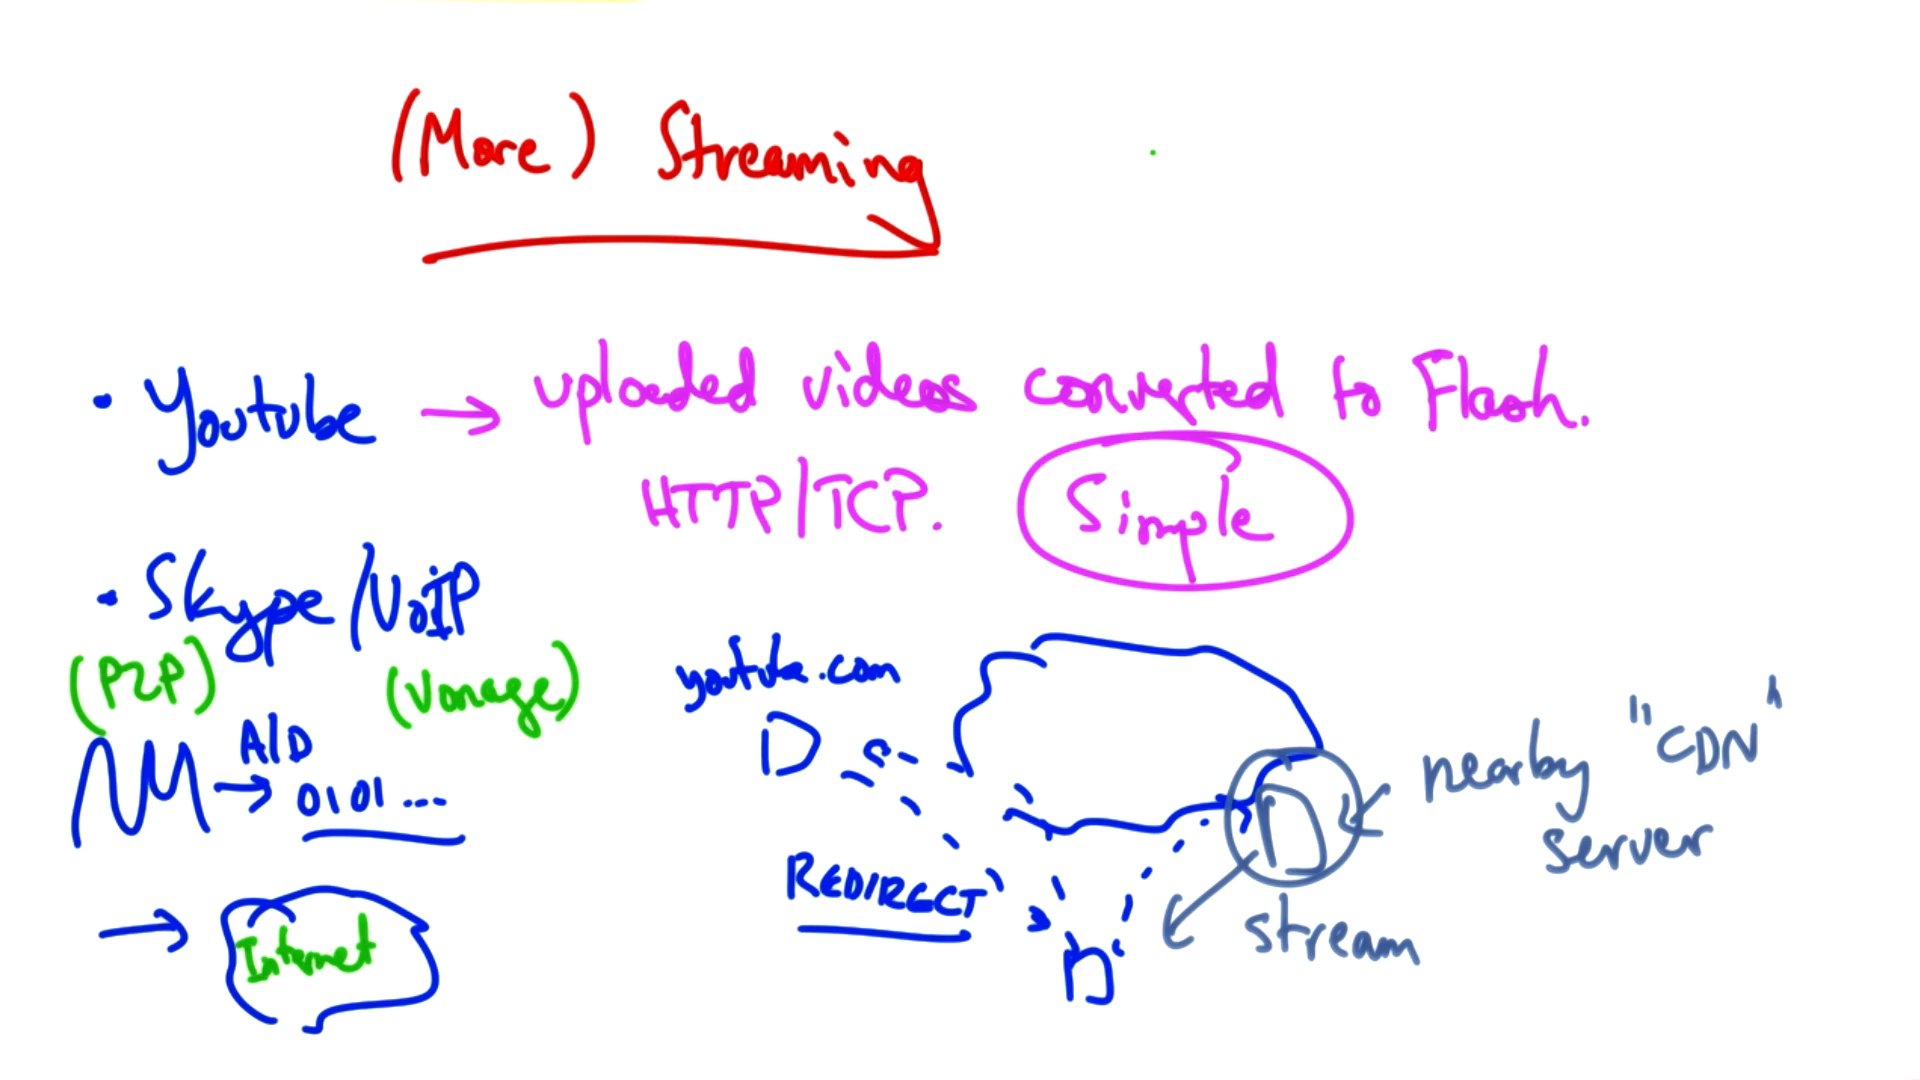 (More) Streaming
• Youtube → uploaded videos converted to Flash.
HTTP/TCP. Simple
• Skype/VoIP
(P2P) (Vonage)
A/D
→ 0101...
→ Internet
youtube.com
REDIRECT
nearby "CDN"
server
stream